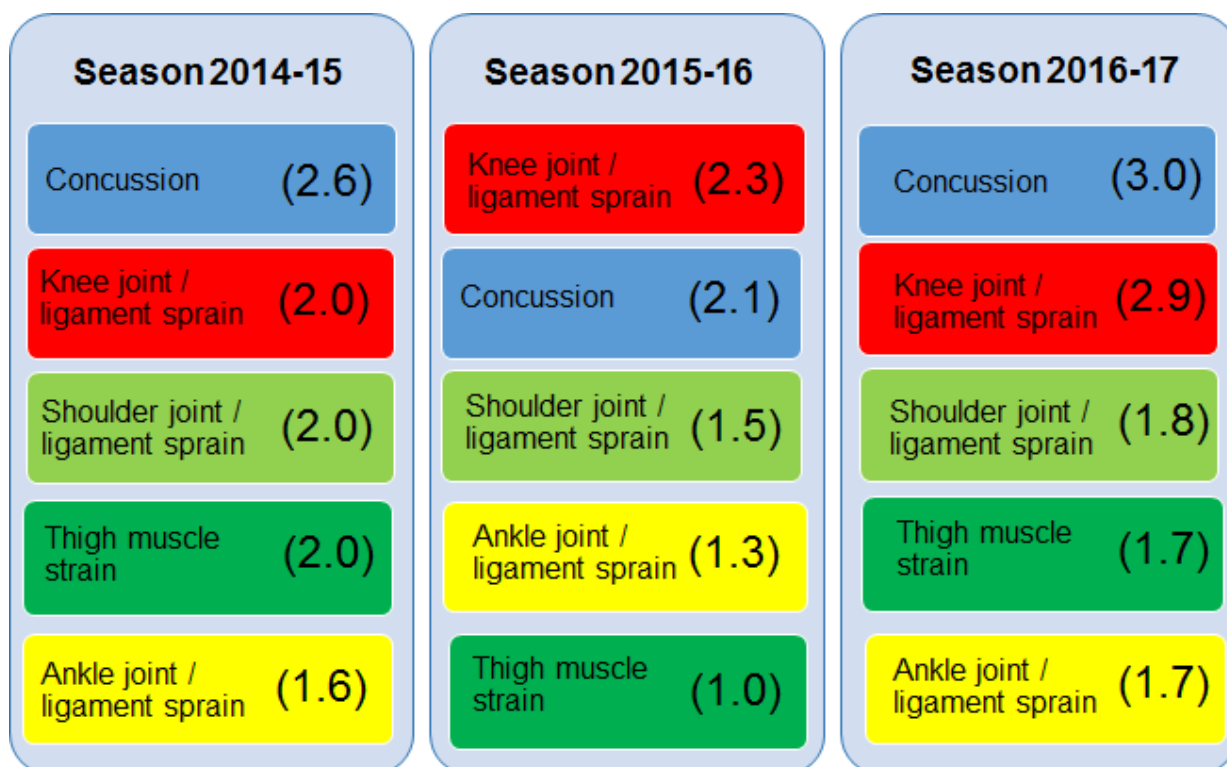 Season 2014-15
Concussion (2.6)
Knee joint /
ligament sprain (2.0)
Shoulder joint /
ligament sprain (2.0)
Thigh muscle
strain (2.0)
Ankle joint /
ligament sprain (1.6)
Season 2015-16
Knee joint /
ligament sprain (2.3)
Concussion (2.1)
Shoulder joint /
ligament sprain (1.5)
Ankle joint /
ligament sprain (1.3)
Thigh muscle
strain (1.0)
Season 2016-17
Concussion (3.0)
Knee joint /
ligament sprain (2.9)
Shoulder joint /
ligament sprain (1.8)
Thigh muscle
strain (1.7)
Ankle joint /
ligament sprain (1.7)